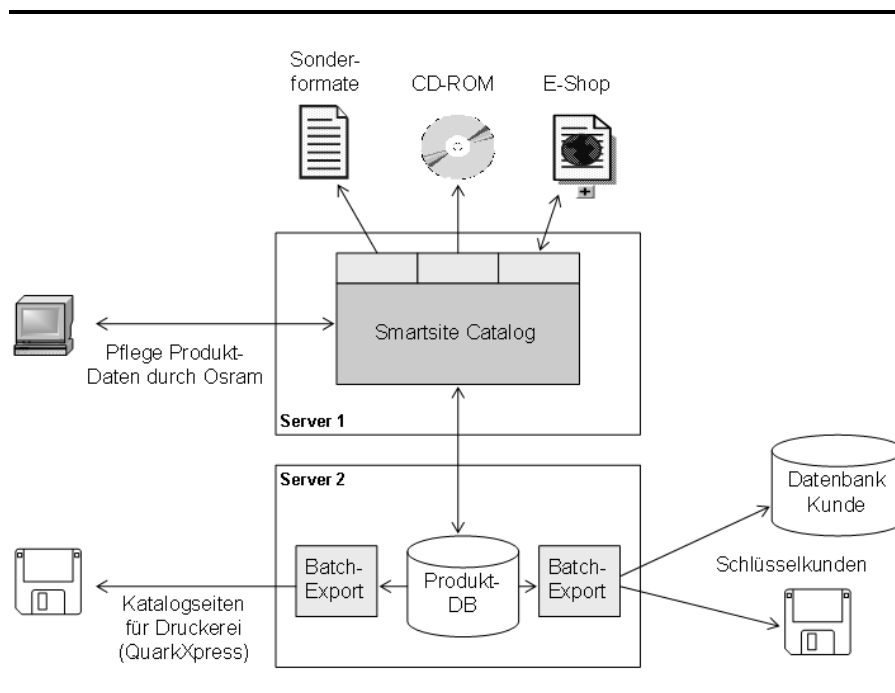 Sonder-
formate
CD-ROM
E-Shop
Smartsite Catalog
Pflege Produkt-
Daten durch Osram
Server 1
Server 2
Datenbank
Kunde
Batch-
Export
Produkt-
DB
Batch-
Export
Schlüsselkunden
Katalogseiten
für Druckerei
(QuarkXpress)